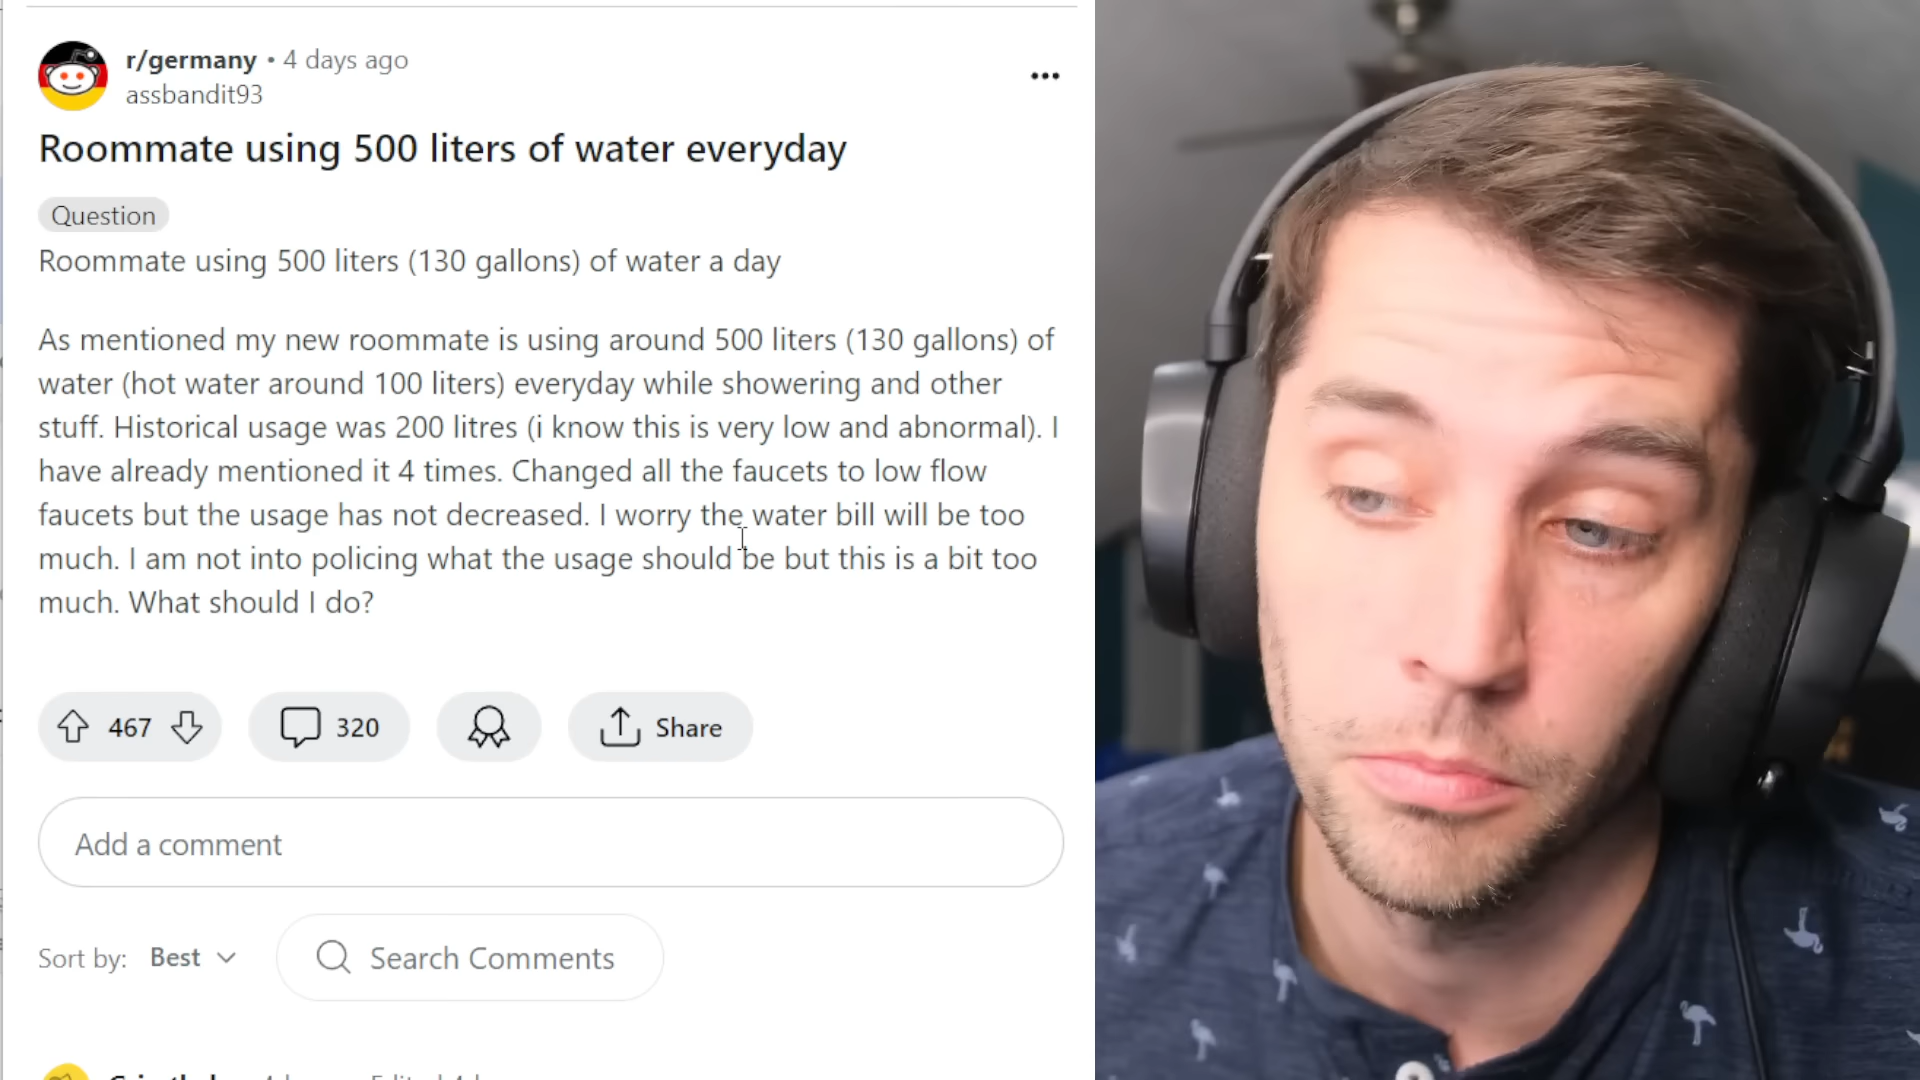 r/germany • 4 days ago
assbandit93
Roommate using 500 liters of water everyday
Question
Roommate using 500 liters (130 gallons) of water a day
As mentioned my new roommate is using around 500 liters (130 gallons) of
water (hot water around 100 liters) everyday while showering and other
stuff. Historical usage was 200 litres (i know this is very low and abnormal). I
have already mentioned it 4 times. Changed all the faucets to low flow
faucets but the usage has not decreased. I worry the water bill will be too
much. I am not into policing what the usage should be but this is a bit too
much. What should I do?
467
320
Share
Add a comment
Sort by: Best
Search Comments